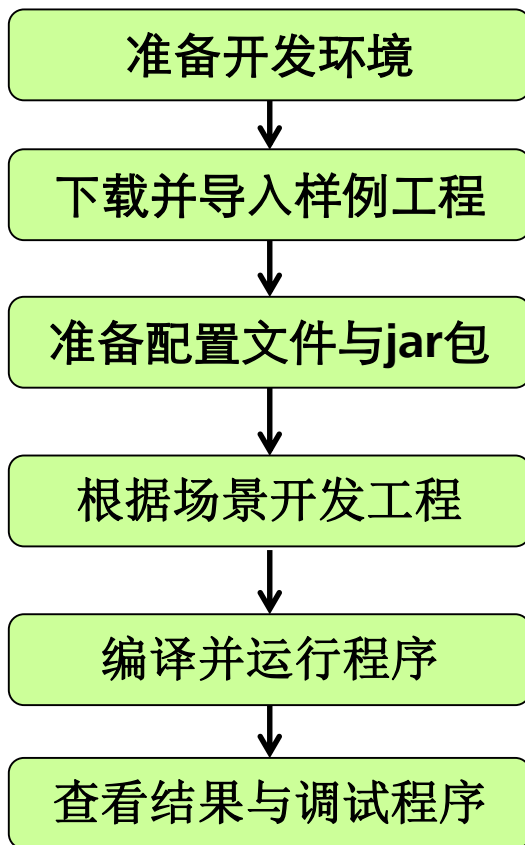 准备开发环境
下载并导入样例工程
准备配置文件与jar包
根据场景开发工程
编译并运行程序
查看结果与调试程序